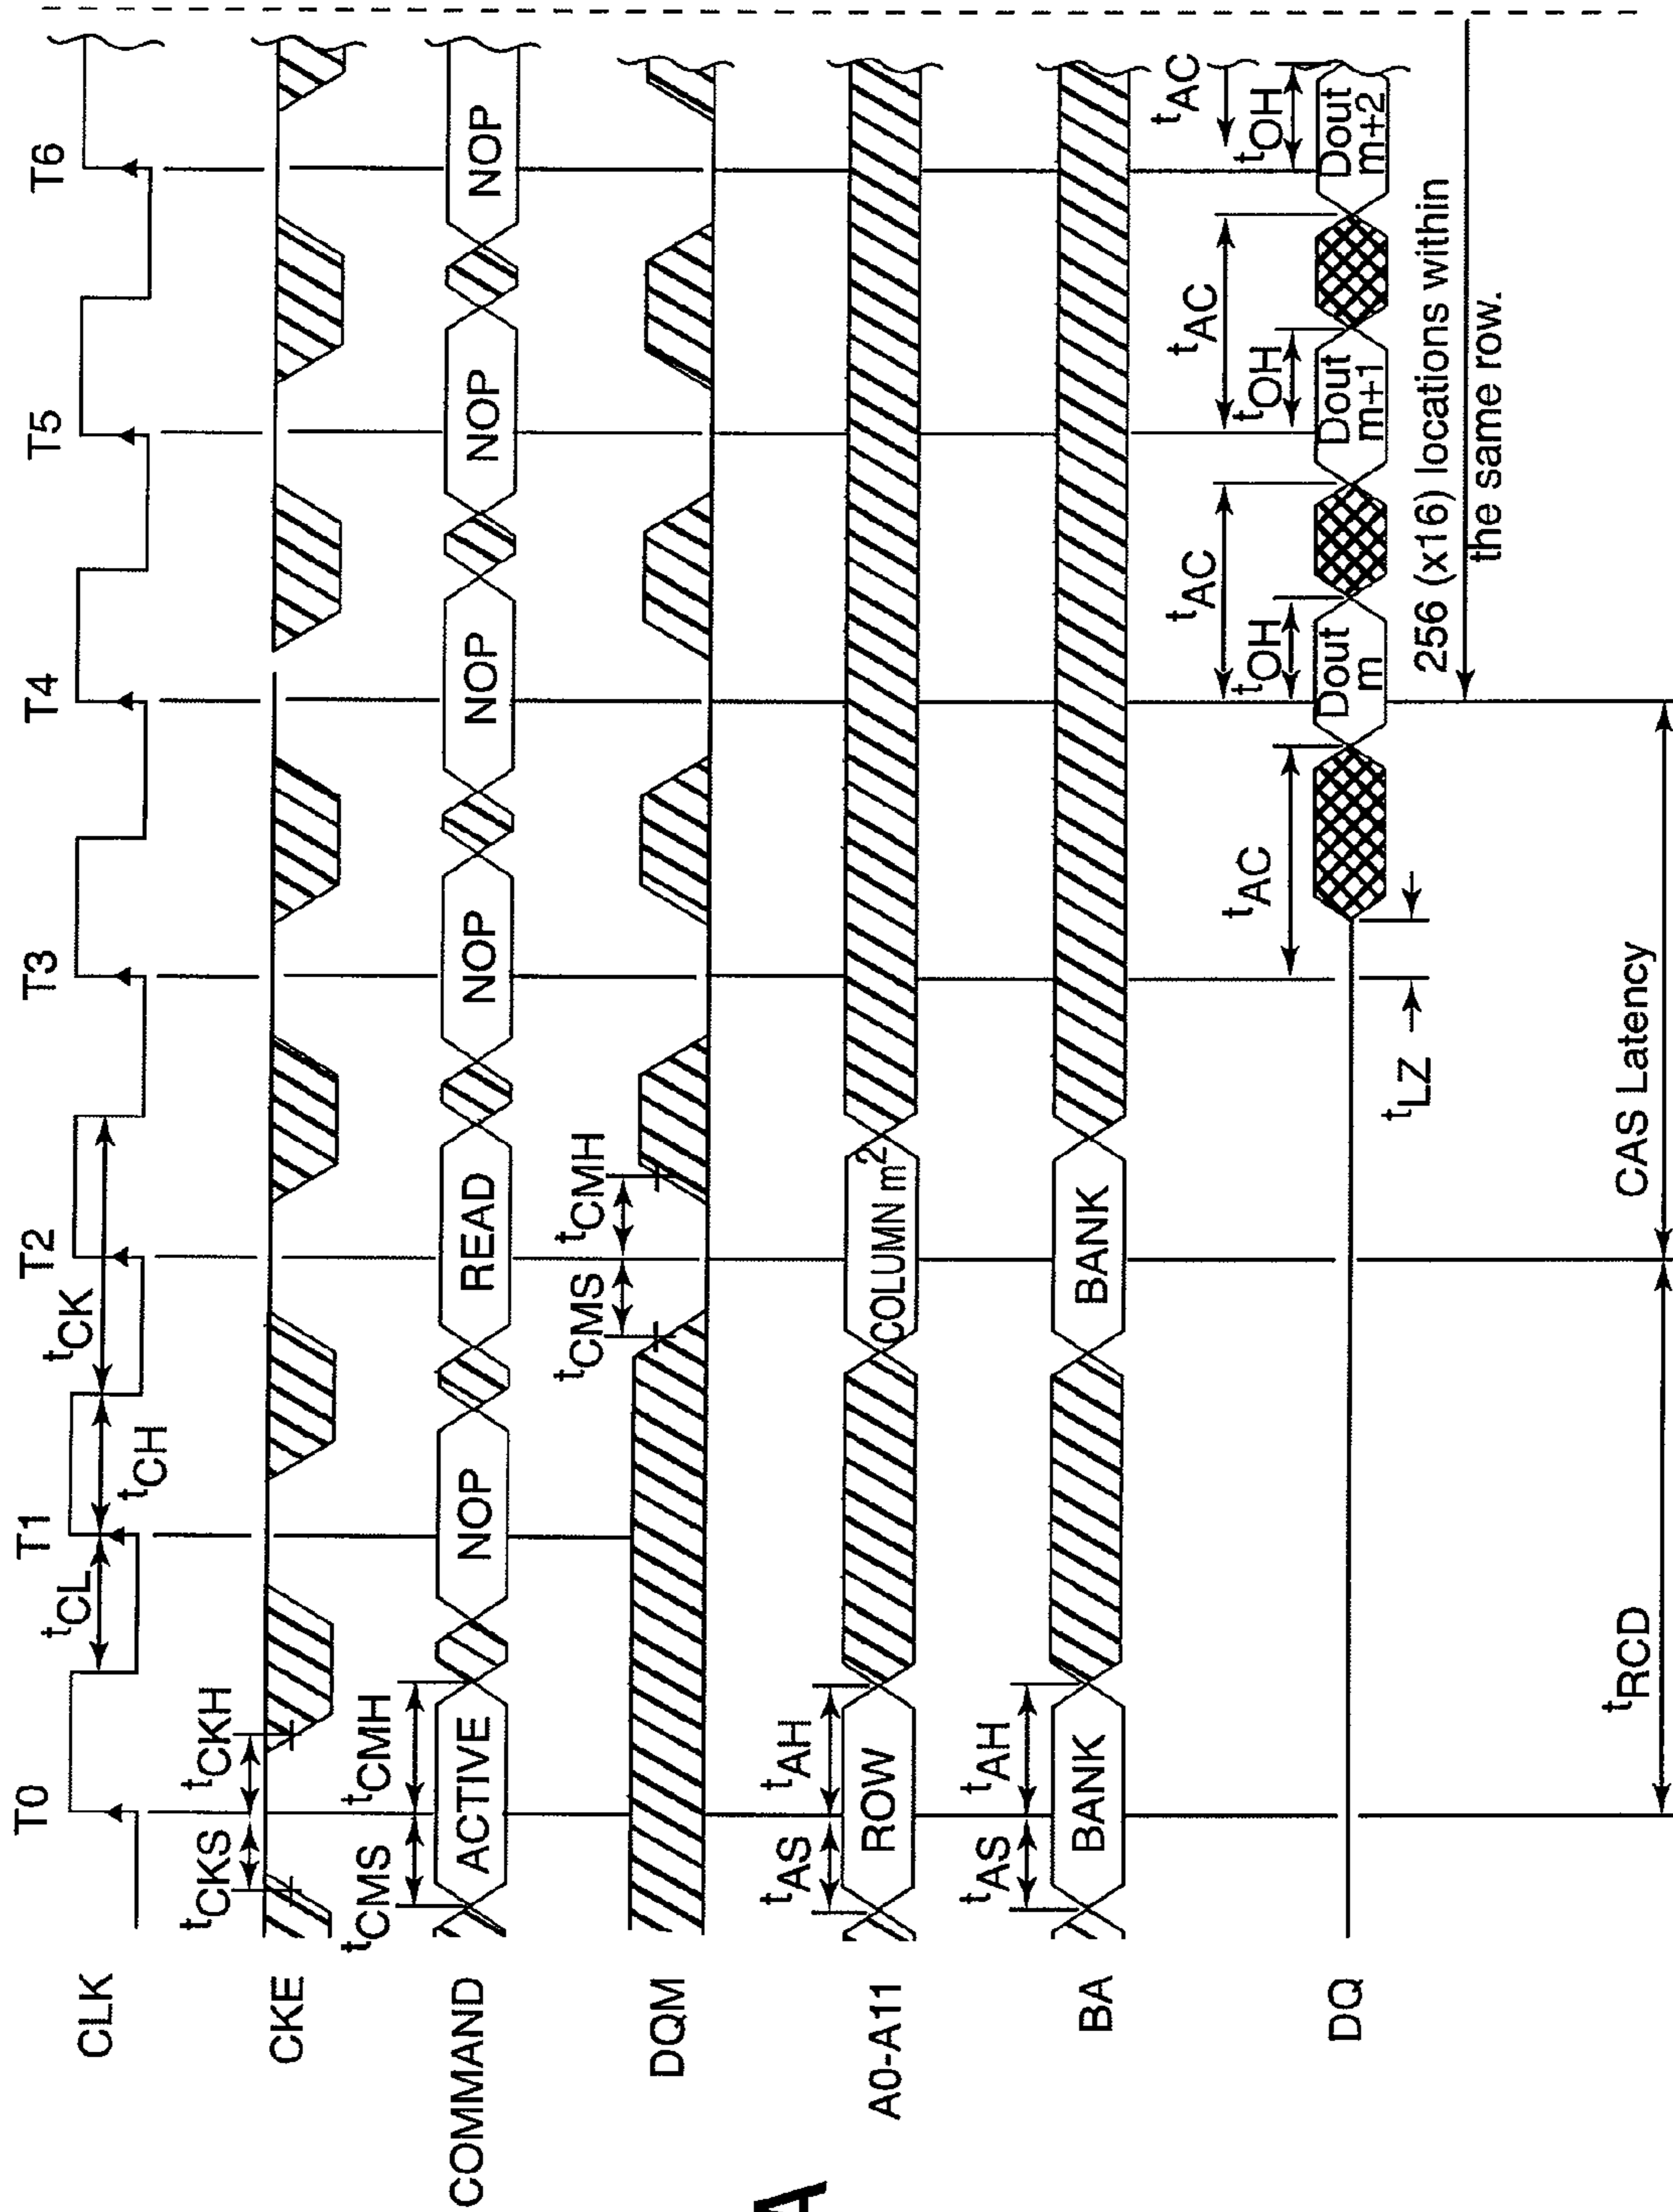 T0 T1 T2 T3 T4 T5 T6
CLK
tCL tCH tCK
CKE
tCKS tCKH
COMMAND
tCMS tCMH
ACTIVE NOP READ NOP NOP NOP NOP
DQM
tCMS tCMH
A0-A11
tAS tAH
ROW COLUMN m2
BA
tAS tAH
BANK BANK
DQ
tAC tAC tAC tAC
tOH tOH tOH
Dout m Dout m+1 Dout m+2
tLZ
256 (x16) locations within
the same row.
tRCD CAS Latency
A